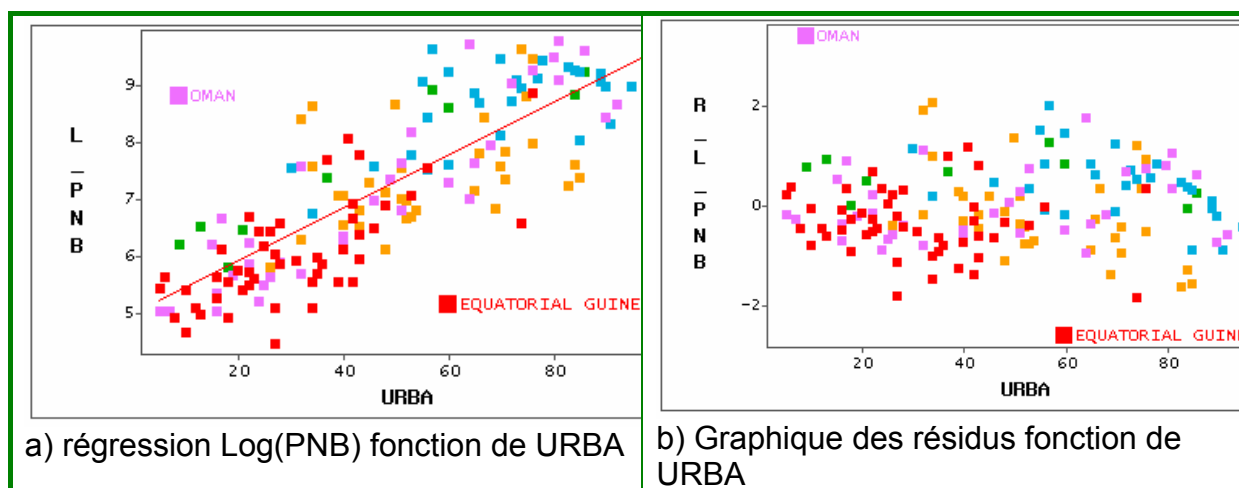 OMAN
9
8
7
6
5
L
_
P
N
B
EQUATORIAL GUINE
20
40
60
80
URBA
a) régression Log(PNB) fonction de URBA
OMAN
2
0
-2
R
_
L
_
P
N
B
EQUATORIAL GUINE
20
40
60
80
URBA
b) Graphique des résidus fonction de
URBA